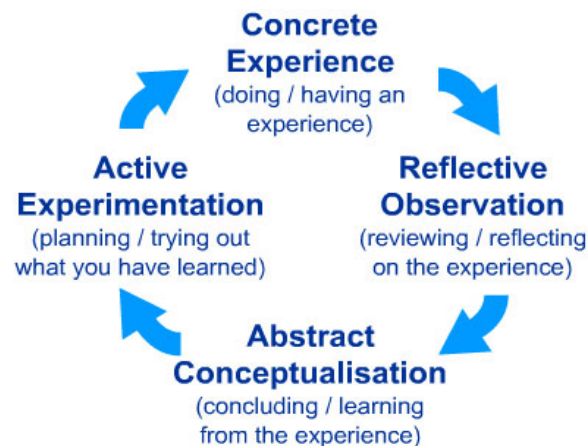 Concrete
Experience
(doing / having an
experience)
Reflective
Observation
(reviewing / reflecting
on the experience)
Abstract
Conceptualisation
(concluding / learning
from the experience)
Active
Experimentation
(planning / trying out
what you have learned)